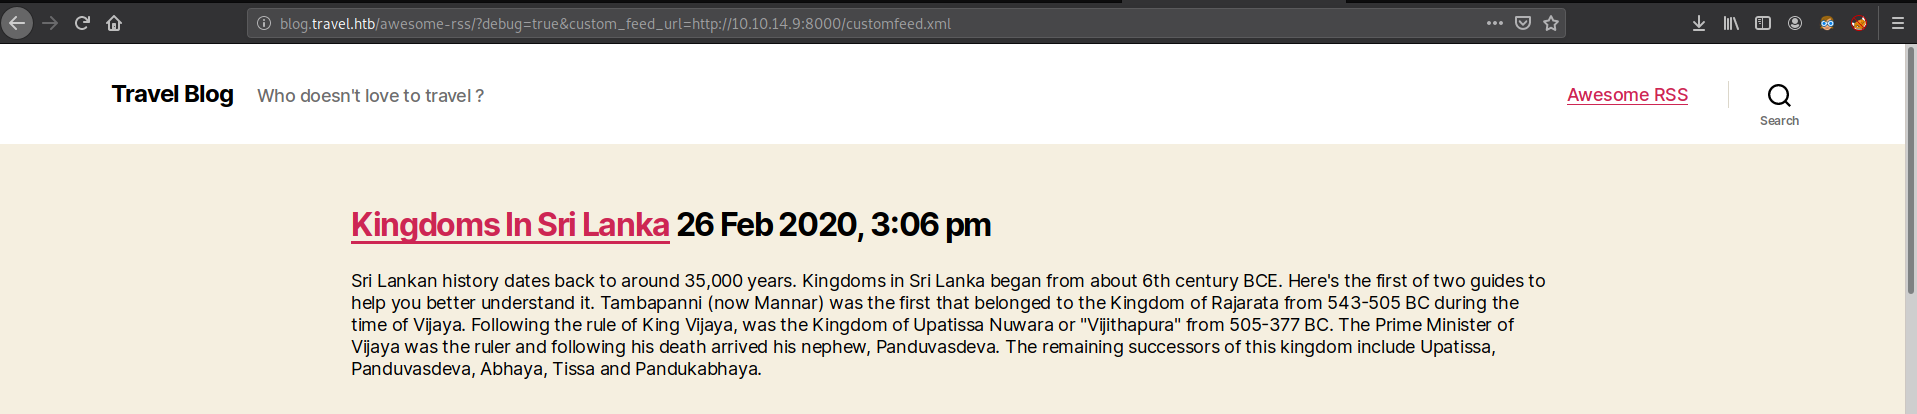 blog.travel.htb/awesome-rss/?debug=true&custom_feed_url=http://10.10.14.9:8000/customfeed.xml
Travel Blog Who doesn't love to travel ? Awesome RSS
Search
Kingdoms In Sri Lanka 26 Feb 2020, 3:06 pm
Sri Lankan history dates back to around 35,000 years. Kingdoms in Sri Lanka began from about 6th century BCE. Here's the first of two guides to
help you better understand it. Tambapanni (now Mannar) was the first that belonged to the Kingdom of Rajarata from 543-505 BC during the
time of Vijaya. Following the rule of King Vijaya, was the Kingdom of Upatissa Nuwara or "Vijithapura" from 505-377 BC. The Prime Minister of
Vijaya was the ruler and following his death arrived his nephew, Panduvasdeva. The remaining successors of this kingdom include Upatissa,
Panduvasdeva, Abhaya, Tissa and Pandukabhaya.